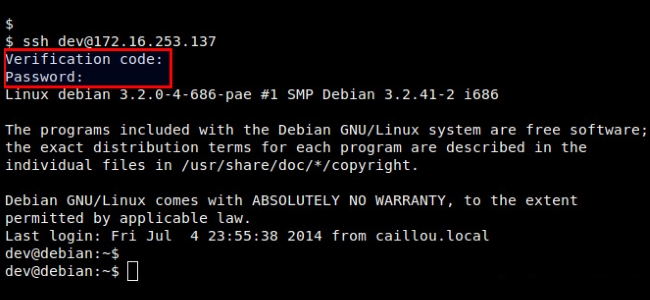 $
$ ssh dev@172.16.253.137
Verification code:
Password:
Linux debian 3.2.0-4-686-pae #1 SMP Debian 3.2.41-2 i686

The programs included with the Debian GNU/Linux system are free software;
the exact distribution terms for each program are described in the
individual files in /usr/share/doc/*/copyright.

Debian GNU/Linux comes with ABSOLUTELY NO WARRANTY, to the extent
permitted by applicable law.
Last login: Fri Jul  4 23:55:38 2014 from caillou.local
dev@debian:~$
dev@debian:~$